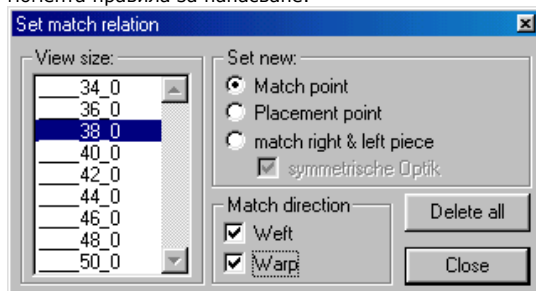 Set match relation
View size:
____34_0
____36_0
____38_0
____40_0
____42_0
____44_0
____46_0
____48_0
____50_0
Set new:
Match point
Placement point
match right & left piece
symmetrische Optik
Match direction
Weft
Warp
Delete all
Close